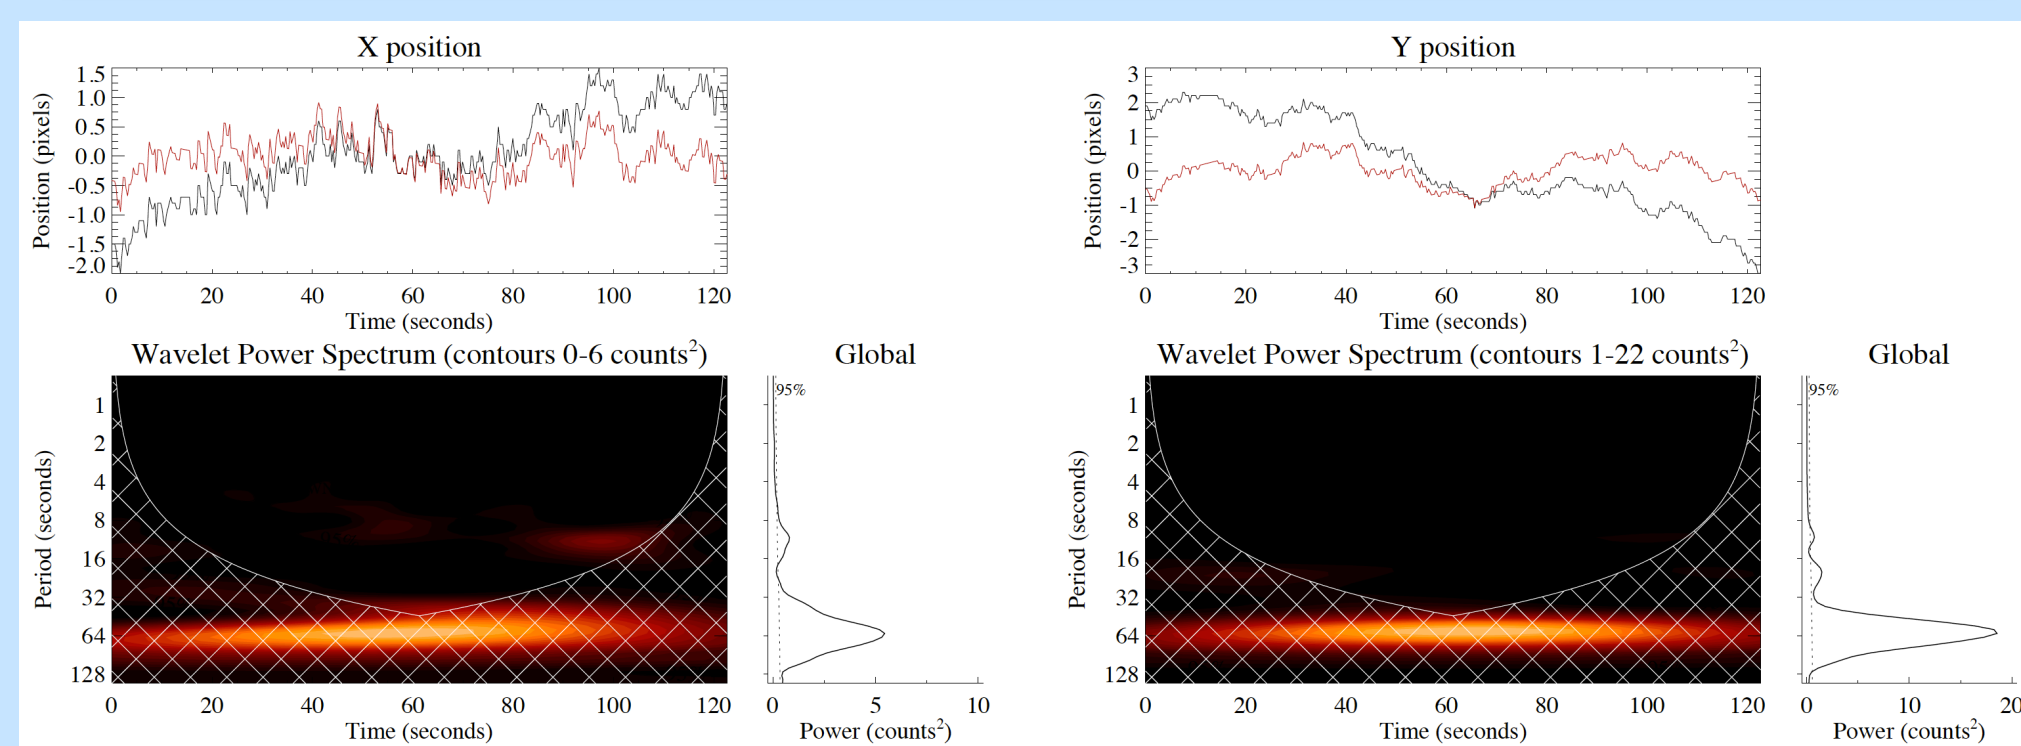 X position
Y position
Position (pixels)
1.5
1.0
0.5
0.0
-0.5
-1.0
-1.5
-2.0
0 20 40 60 80 100 120
Time (seconds)
Position (pixels)
3
2
1
0
-1
-2
-3
0 20 40 60 80 100 120
Time (seconds)
Wavelet Power Spectrum (contours 0-6 counts²)
Global
Period (seconds)
1
2
4
8
16
32
64
128
0 20 40 60 80 100 120
Time (seconds)
95%
0 5 10
Power (counts²)
Wavelet Power Spectrum (contours 1-22 counts²)
Global
Period (seconds)
1
2
4
8
16
32
64
128
0 20 40 60 80 100 120
Time (seconds)
95%
0 10 20
Power (counts²)